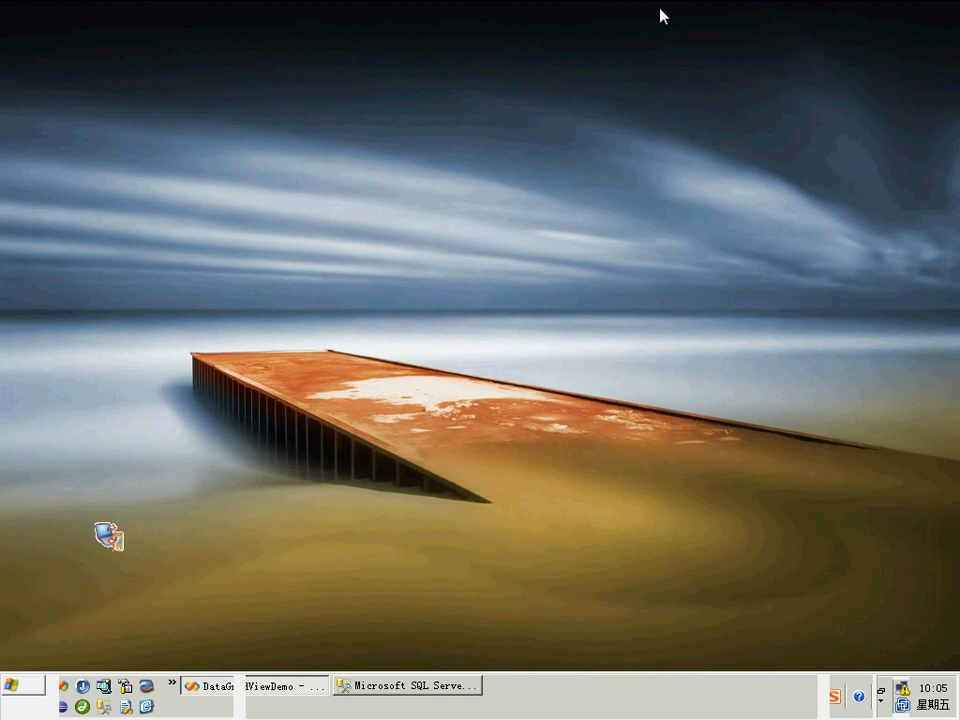 DataGridViewDemo - ...
Microsoft SQL Serve...
10:05
星期五